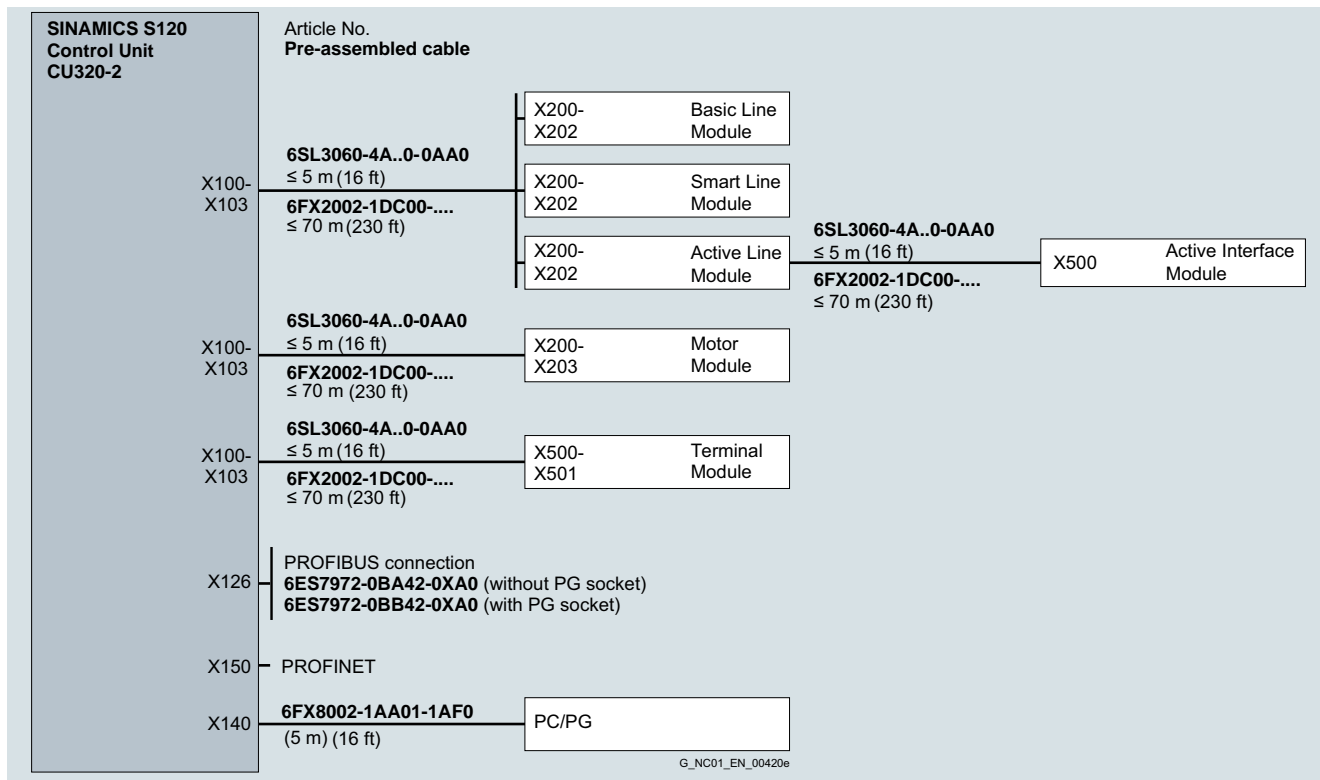 SINAMICS S120
Control Unit
CU320-2
Article No.
Pre-assembled cable
X100-
X103
6SL3060-4A..0-0AA0
≤ 5 m (16 ft)
6FX2002-1DC00-....
≤ 70 m (230 ft)
X200-
X202
Basic Line
Module
X200-
X202
Smart Line
Module
X200-
X202
Active Line
Module
6SL3060-4A..0-0AA0
≤ 5 m (16 ft)
6FX2002-1DC00-....
≤ 70 m (230 ft)
X500
Active Interface
Module
X100-
X103
6SL3060-4A..0-0AA0
≤ 5 m (16 ft)
6FX2002-1DC00-....
≤ 70 m (230 ft)
X200-
X203
Motor
Module
X100-
X103
6SL3060-4A..0-0AA0
≤ 5 m (16 ft)
6FX2002-1DC00-....
≤ 70 m (230 ft)
X500-
X501
Terminal
Module
X126
PROFIBUS connection
6ES7972-0BA42-0XA0 (without PG socket)
6ES7972-0BB42-0XA0 (with PG socket)
X150
PROFINET
X140
6FX8002-1AA01-1AF0
(5 m) (16 ft)
PC/PG
G_NC01_EN_00420e